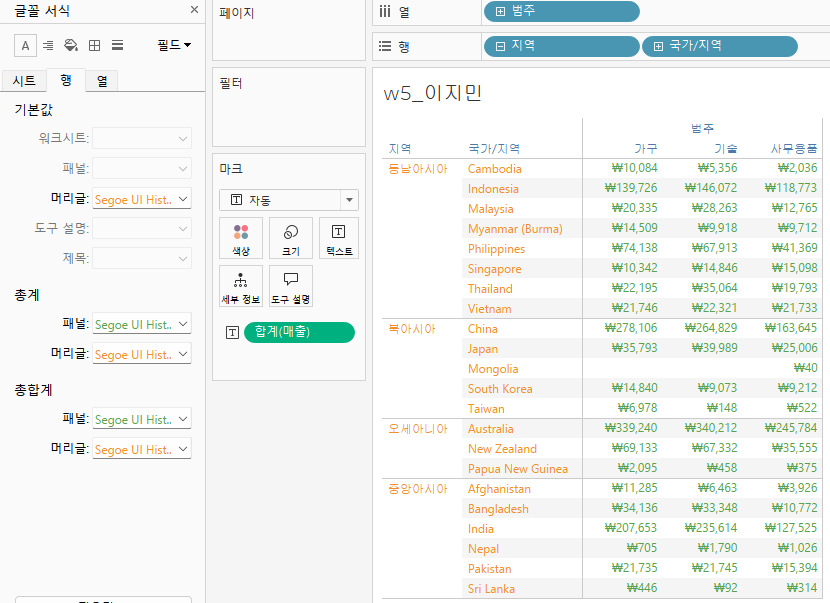 글꼴 서식
필드
시트 행 열
기본값
워크시트:
패널:
머리글: Segoe UI Hist..
도구 설명:
제목:
총계
패널: Segoe UI Hist..
머리글: Segoe UI Hist..
총합계
패널: Segoe UI Hist..
머리글: Segoe UI Hist..
페이지
필터
마크
자동
색상 크기 텍스트
세부 정보 도구 설명
합계(매출)
열 범주
행 지역 국가/지역
w5_이지민
범주
지역 국가/지역 가구 기술 사무용품
동남아시아 Cambodia ₩10,084 ₩5,356 ₩2,036
Indonesia ₩139,726 ₩146,072 ₩118,773
Malaysia ₩20,335 ₩28,263 ₩12,765
Myanmar (Burma) ₩14,509 ₩9,918 ₩9,712
Philippines ₩74,138 ₩67,913 ₩41,369
Singapore ₩10,342 ₩14,846 ₩15,098
Thailand ₩22,195 ₩35,064 ₩19,793
Vietnam ₩21,746 ₩22,321 ₩21,733
북아시아 China ₩278,106 ₩264,829 ₩163,645
Japan ₩35,793 ₩39,989 ₩25,006
Mongolia ₩40
South Korea ₩14,840 ₩9,073 ₩9,212
Taiwan ₩6,978 ₩148 ₩522
오세아니아 Australia ₩339,240 ₩340,212 ₩245,784
New Zealand ₩69,133 ₩67,332 ₩35,555
Papua New Guinea ₩2,095 ₩458 ₩375
중앙아시아 Afghanistan ₩11,285 ₩6,463 ₩3,926
Bangladesh ₩34,136 ₩33,348 ₩10,772
India ₩207,653 ₩235,614 ₩127,525
Nepal ₩705 ₩1,790 ₩1,026
Pakistan ₩21,735 ₩21,745 ₩15,394
Sri Lanka ₩446 ₩92 ₩314